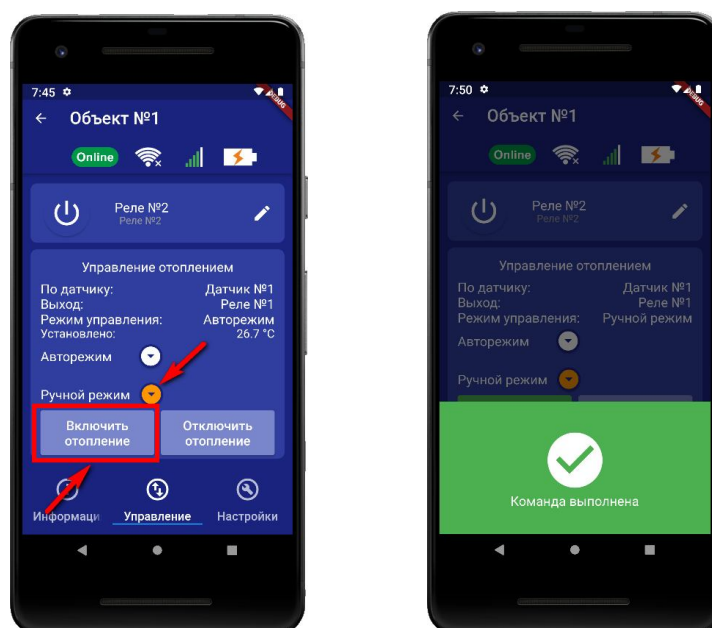 7:45
DEBUG
Объект №1
Online
Реле №2
Реле №2
Управление отоплением
По датчику: Датчик №1
Выход: Реле №1
Режим управления: Авторежим
Установлено: 26.7 °C
Авторежим
Ручной режим
Включить отопление
Отключить отопление
Информаци
Управление
Настройки
7:50
DEBUG
Объект №1
Online
Реле №2
Реле №2
Управление отоплением
По датчику: Датчик №1
Выход: Реле №1
Режим управления: Ручной режим
Авторежим
Ручной режим
Команда выполнена